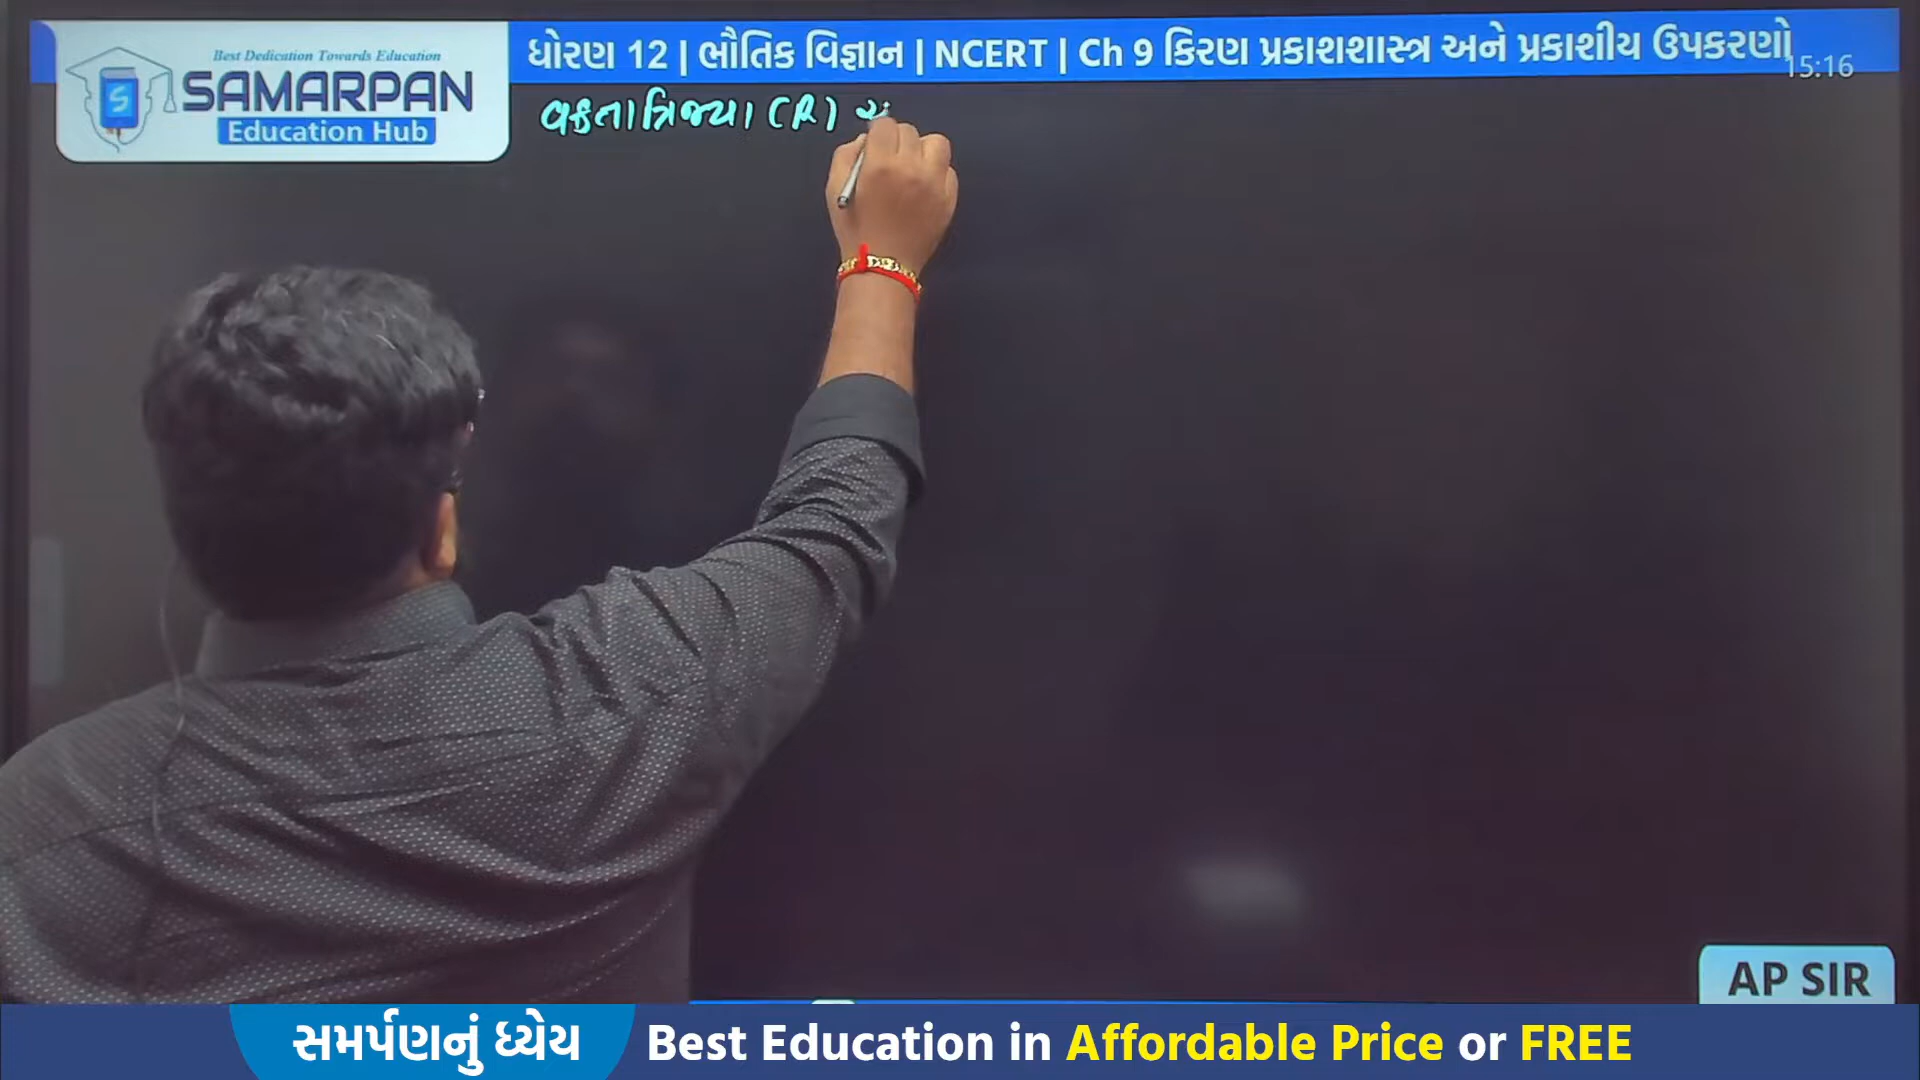 Best Dedication Towards Education
SAMARPAN
Education Hub
S
ધોરણ 12 | ભૌતિક વિજ્ઞાન | NCERT | Ch 9 કિરણ પ્રકાશશાસ્ત્ર અને પ્રકાશીય ઉપકરણો
15:16
વક્રતાત્રિજ્યા (R)
AP SIR
સમર્પણનું ધ્યેય
Best Education in Affordable Price or FREE